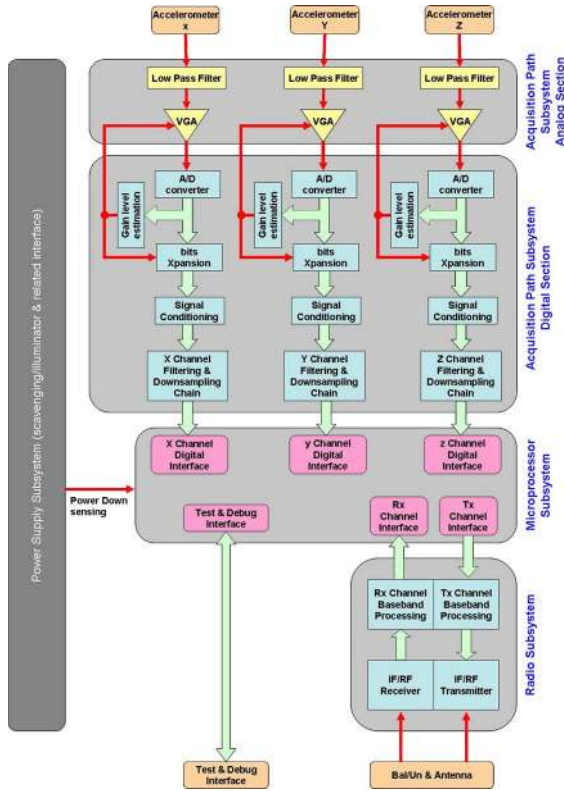 Accelerometer
x
Accelerometer
Y
Accelerometer
Z
Low Pass Filter
Low Pass Filter
Low Pass Filter
VGA
VGA
VGA
Acquisition Path
Subsystem
Analog Section
A/D
converter
A/D
converter
A/D
converter
Gain level
estimation
Gain level
estimation
Gain level
estimation
bits
Xpansion
bits
Xpansion
bits
Xpansion
Signal
Conditioning
Signal
Conditioning
Signal
Conditioning
X Channel
Filtering &
Downsampling
Chain
Y Channel
Filtering &
Downsampling
Chain
Z Channel
Filtering &
Downsampling
Chain
Acquisition Path Subsystem
Digital Section
Power Supply Subsystem (scavenging/illuminator & related interface)
X Channel
Digital
Interface
y Channel
Digital
Interface
z Channel
Digital
Interface
Power Down
sensing
Test & Debug
Interface
Rx
Channel
Interface
Tx
Channel
Interface
Microprocessor
Subsystem
Rx Channel
Baseband
Processing
Tx Channel
Baseband
Processing
IF/RF
Receiver
IF/RF
Transmitter
Radio Subsystem
Test & Debug
Interface
Bal/Un & Antenna